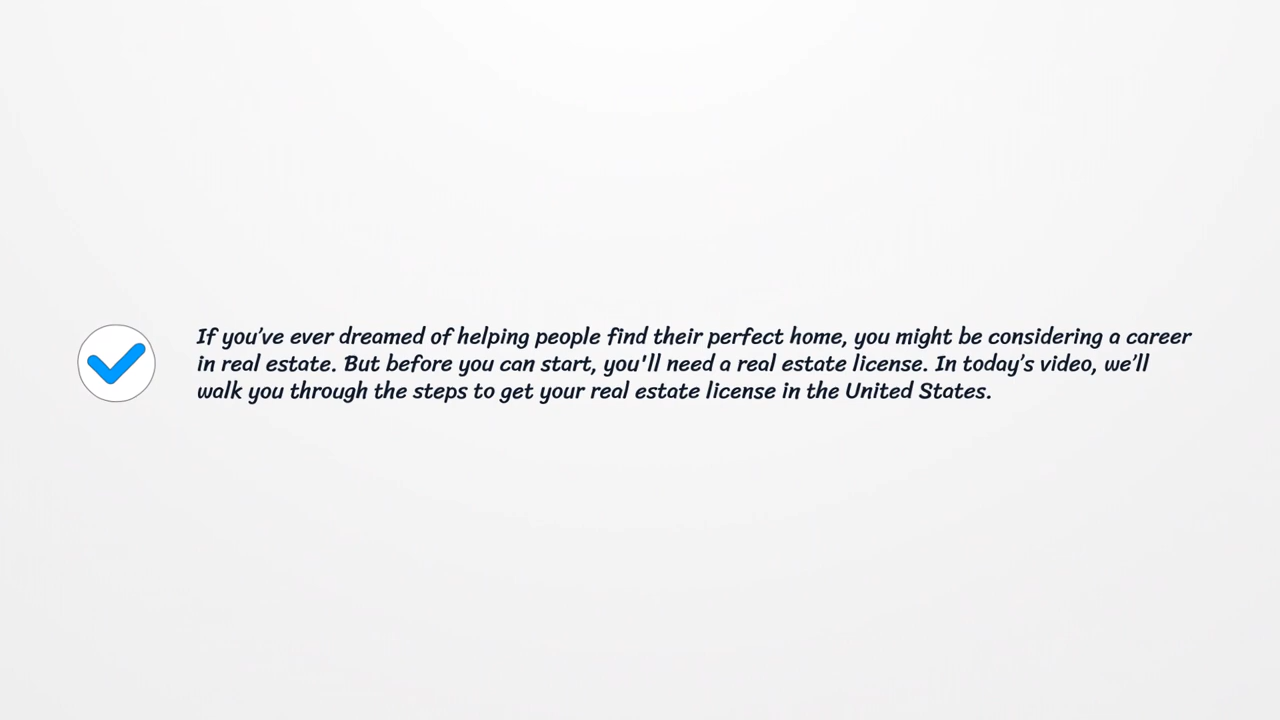 If you’ve ever dreamed of helping people find their perfect home, you might be considering a career
in real estate. But before you can start, you'll need a real estate license. In today’s video, we’ll
walk you through the steps to get your real estate license in the United States.